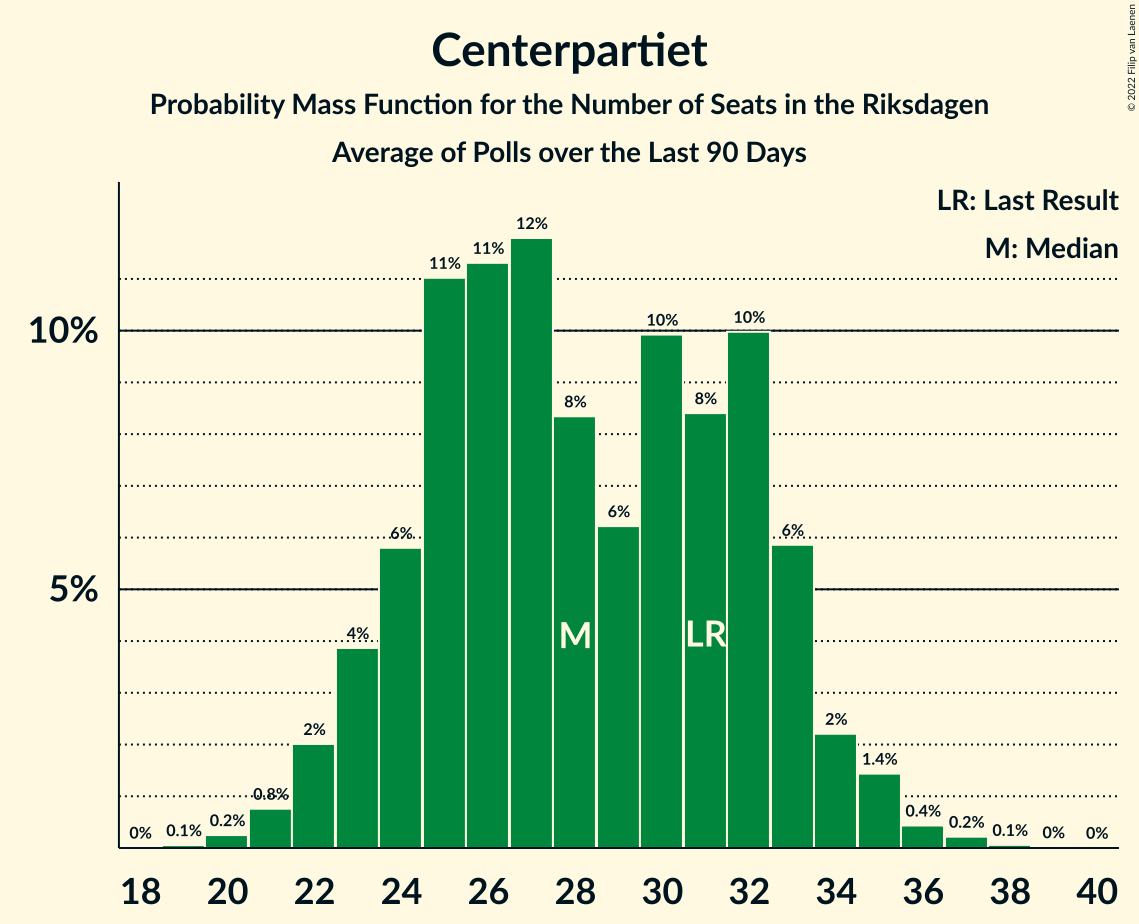 Centerpartiet
Probability Mass Function for the Number of Seats in the Riksdagen
Average of Polls over the Last 90 Days
© 2022 Filip van Laenen
LR: Last Result
M: Median
10%
5%
0%
0.1%
0.2%
0.8%
2%
4%
6%
11%
11%
12%
8%
6%
10%
8%
10%
6%
2%
1.4%
0.4%
0.2%
0.1%
0%
0%
M
LR
18 20 22 24 26 28 30 32 34 36 38 40